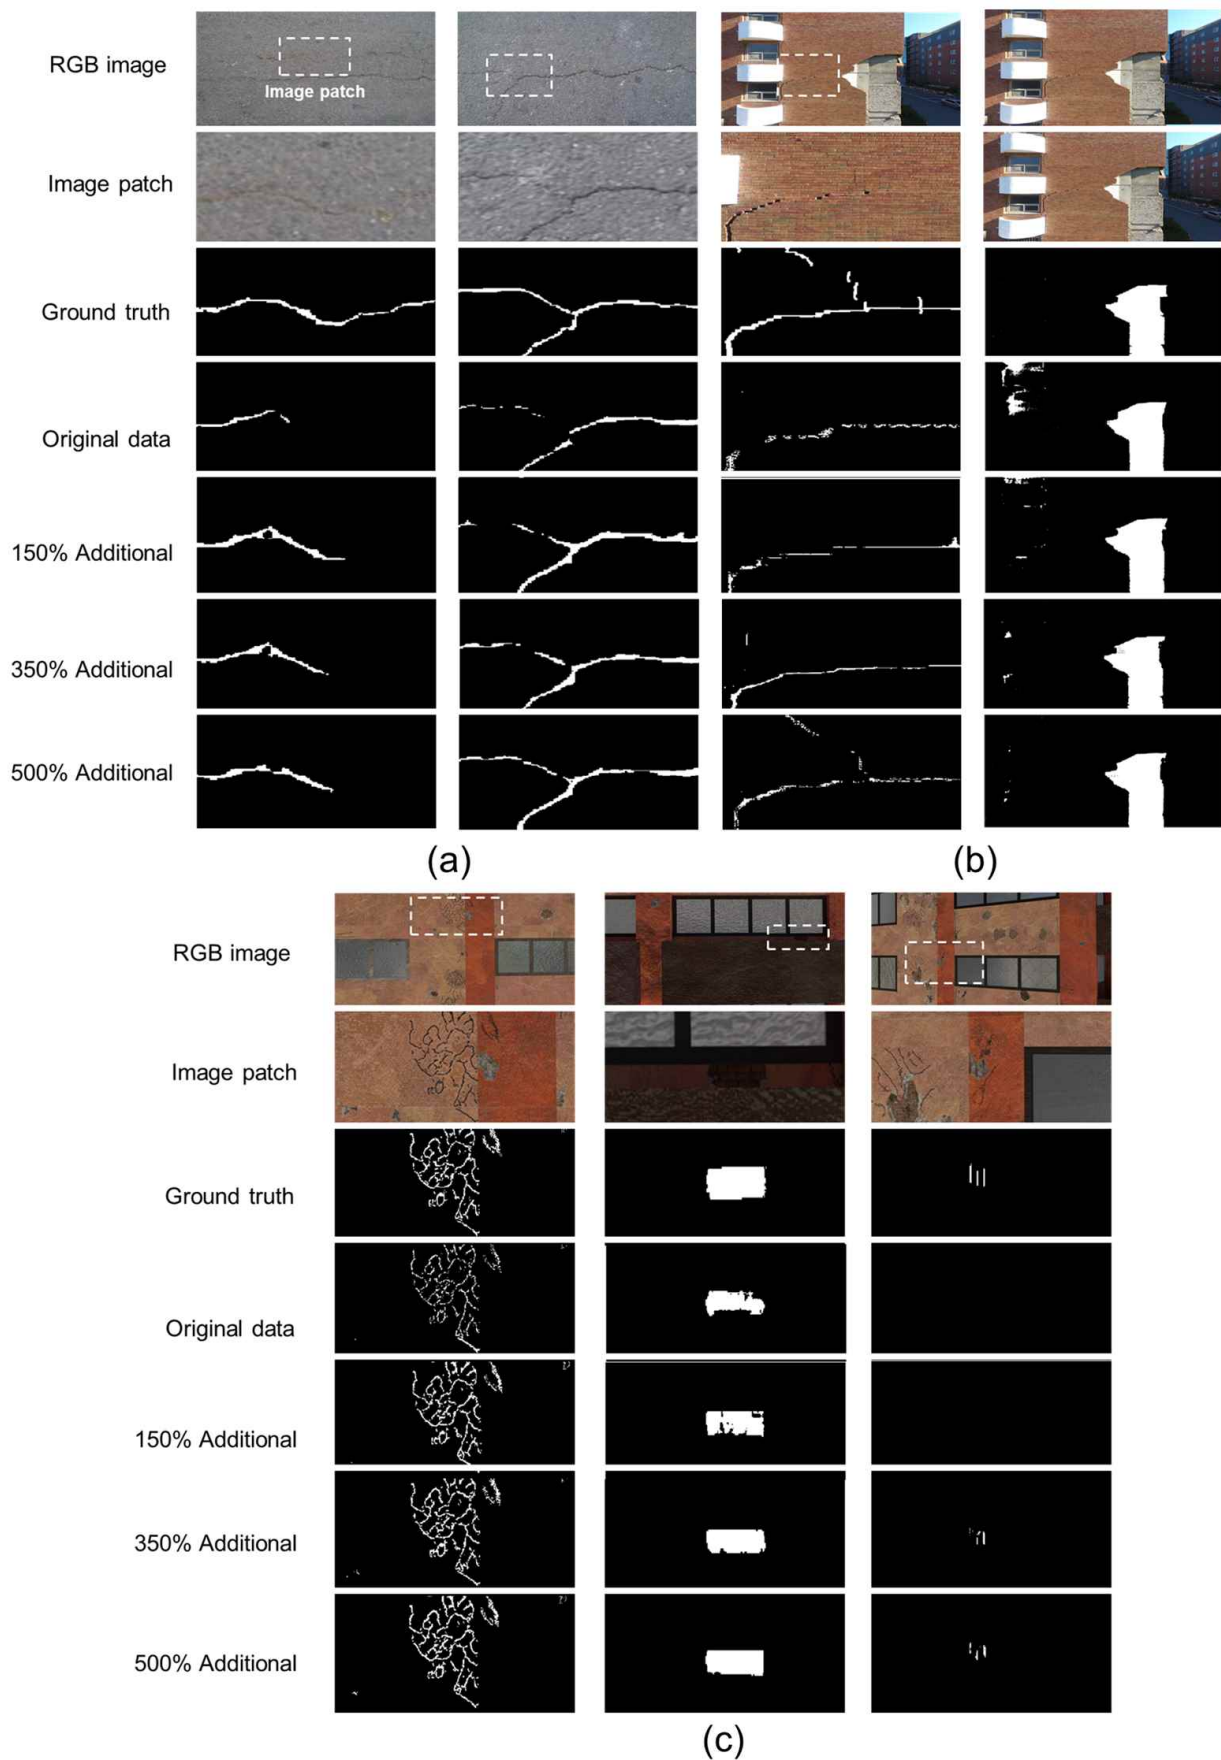 RGB image
Image patch
Image patch
Ground truth
Original data
150% Additional
350% Additional
500% Additional
(a)
(b)
RGB image
Image patch
Ground truth
Original data
150% Additional
350% Additional
500% Additional
(c)